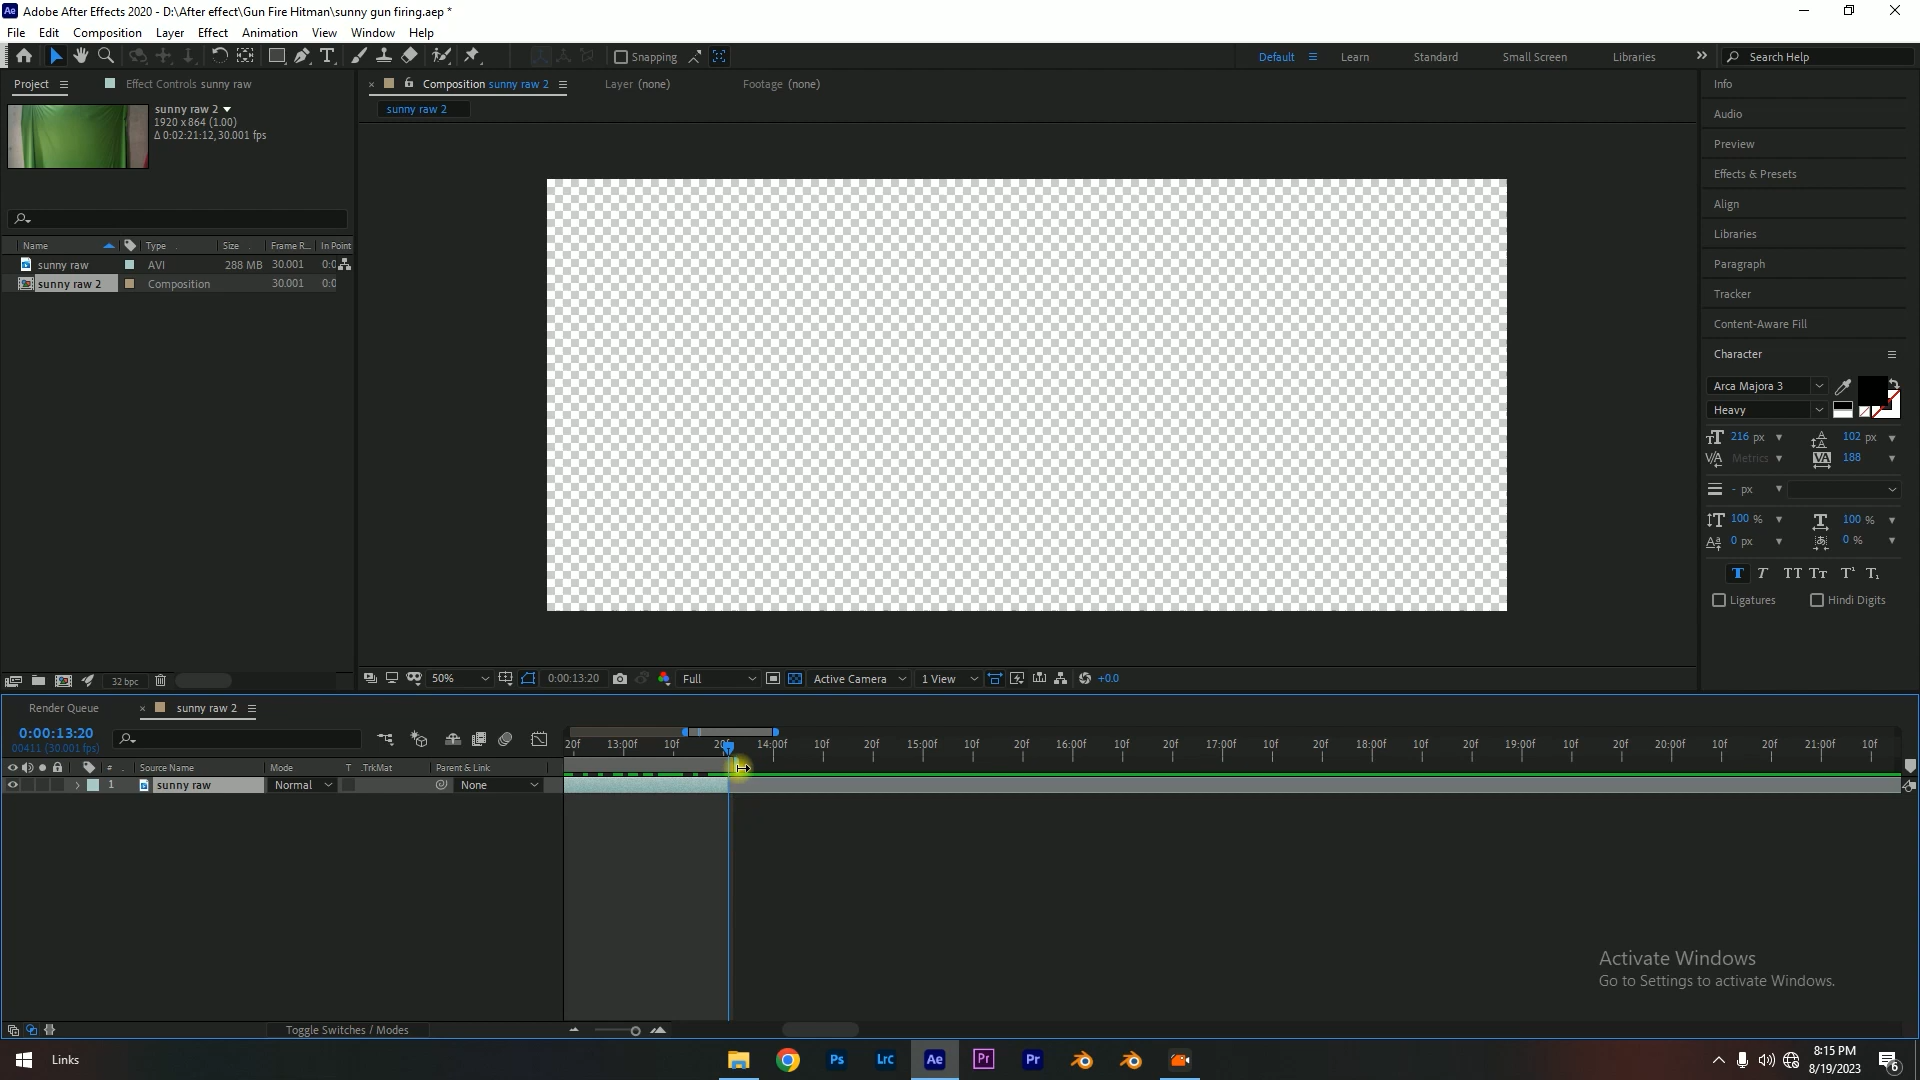 Adobe After Effects 2020 - D:\After effect\Gun Fire Hitman\sunny gun firing.aep *
File Edit Composition Layer Effect Animation View Window Help
Snapping Default Learn Standard Small Screen Libraries Search Help
Project Effect Controls sunny raw Composition sunny raw 2 Layer (none) Footage (none)
sunny raw 2
sunny raw 2
1920 x 864 (1.00)
Δ 0:02:21:12, 30.001 fps
Name Type Size Frame R... In Point
sunny raw AVI 288 MB 30.001 0:0
sunny raw 2 Composition 30.001 0:0
32 bpc
50% 0:00:13:20 Full Active Camera 1 View +0.0
Info
Audio
Preview
Effects & Presets
Align
Libraries
Paragraph
Tracker
Content-Aware Fill
Character
Arca Majora 3
Heavy
216 px 102 px
Metrics 188
- px
100 % 100 %
0 px 0 %
Ligatures Hindi Digits
Render Queue sunny raw 2
0:00:13:20
00411 (30.001 fps)
20f 13:00f 10f 20f 14:00f 10f 20f 15:00f 10f 20f 16:00f 10f 20f 17:00f 10f 20f 18:00f 10f 20f 19:00f 10f 20f 20:00f 10f 20f 21:00f 10f
# Source Name Mode T .TrkMat Parent & Link
1 sunny raw Normal None
Activate Windows
Go to Settings to activate Windows.
Toggle Switches / Modes
Links Ps Lrc Ae Pr Pr
8:15 PM
8/19/2023
6